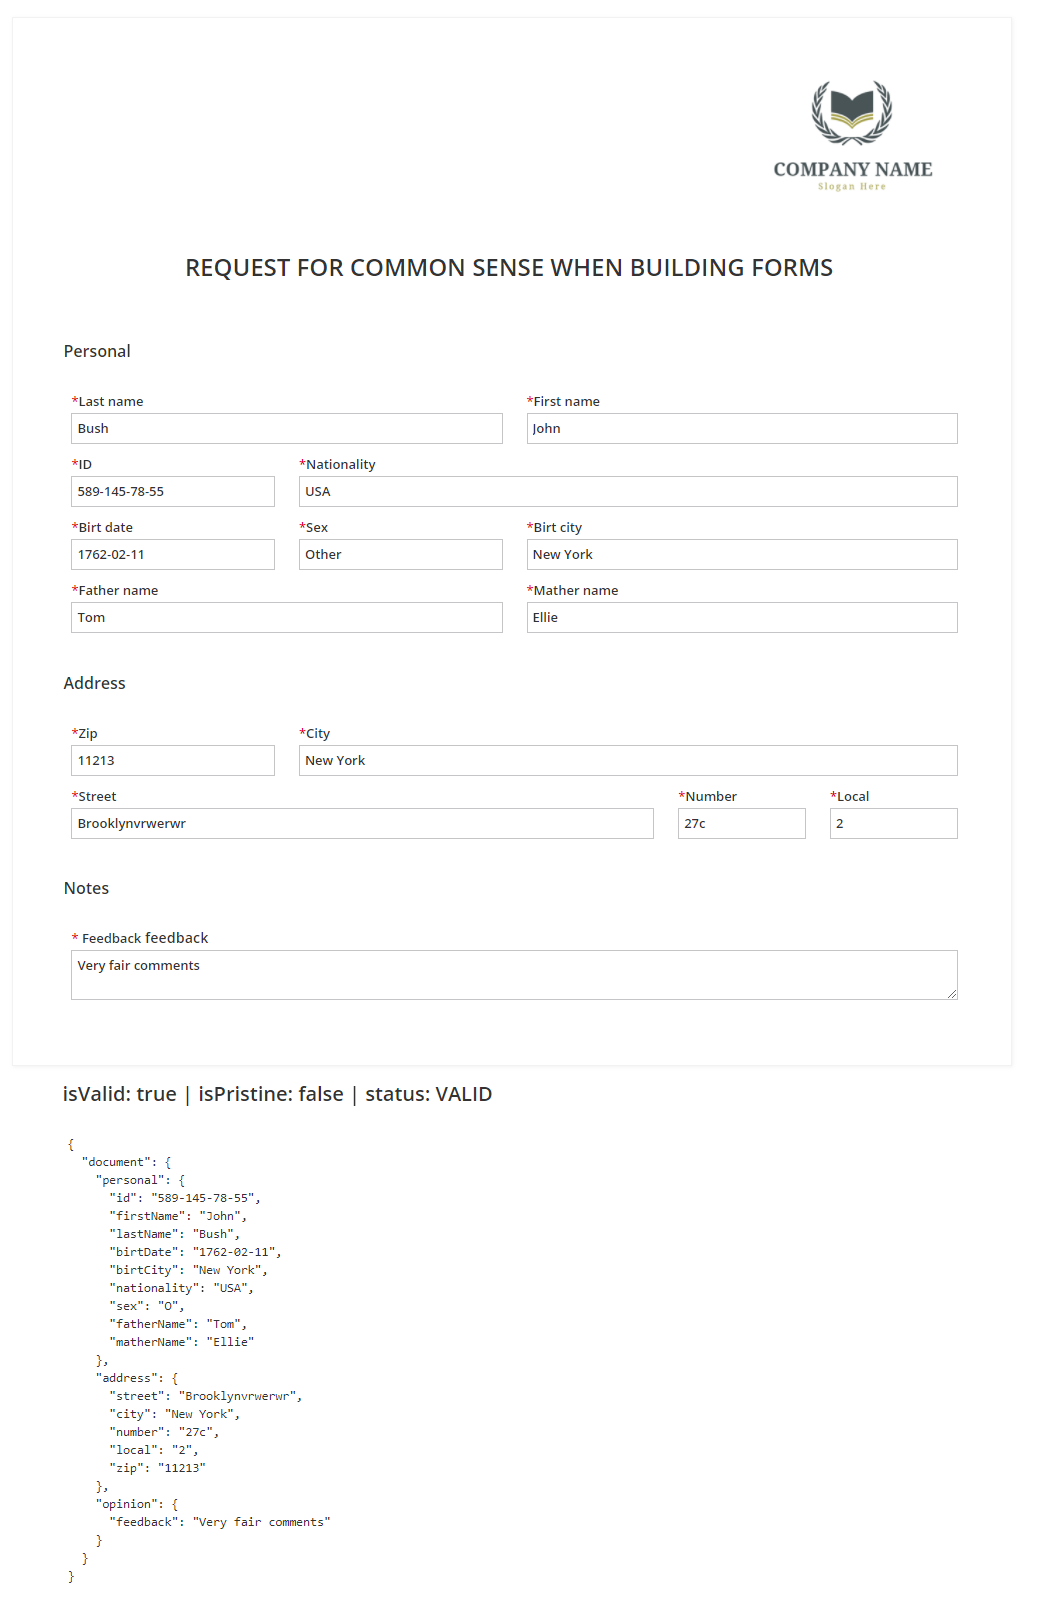 COMPANY NAME
Slogan Here
REQUEST FOR COMMON SENSE WHEN BUILDING FORMS
Personal
*Last name *First name
Bush John
*ID *Nationality
589-145-78-55 USA
*Birt date *Sex *Birt city
1762-02-11 Other New York
*Father name *Mather name
Tom Ellie
Address
*Zip *City
11213 New York
*Street *Number *Local
Brooklynvrwerwr 27c 2
Notes
* Feedback feedback
Very fair comments
isValid: true | isPristine: false | status: VALID
{
"document": {
"personal": {
"id": "589-145-78-55",
"firstName": "John",
"lastName": "Bush",
"birtDate": "1762-02-11",
"birtCity": "New York",
"nationality": "USA",
"sex": "O",
"fatherName": "Tom",
"matherName": "Ellie"
},
"address": {
"street": "Brooklynvrwerwr",
"city": "New York",
"number": "27c",
"local": "2",
"zip": "11213"
},
"opinion": {
"feedback": "Very fair comments"
}
}
}